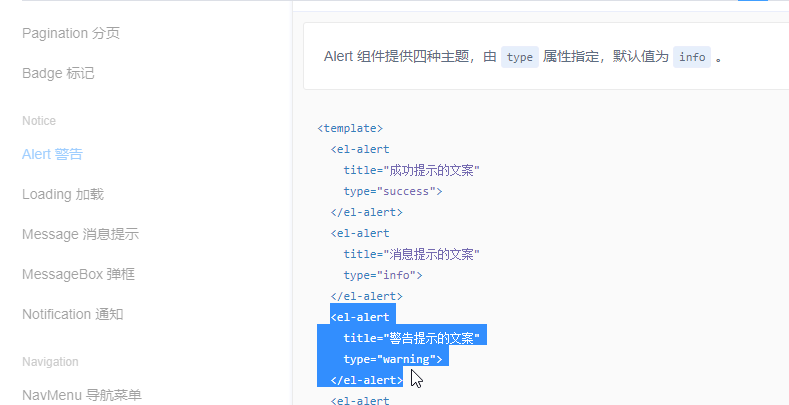 Pagination 分页
Badge 标记
Notice
Alert 警告
Loading 加载
Message 消息提示
MessageBox 弹框
Notification 通知
Navigation
NavMenu 导航菜单
Alert 组件提供四种主题，由 type 属性指定，默认值为 info 。
<template>
<el-alert
title="成功提示的文案"
type="success">
</el-alert>
<el-alert
title="消息提示的文案"
type="info">
</el-alert>
<el-alert
title="警告提示的文案"
type="warning">
</el-alert>
<el-alert